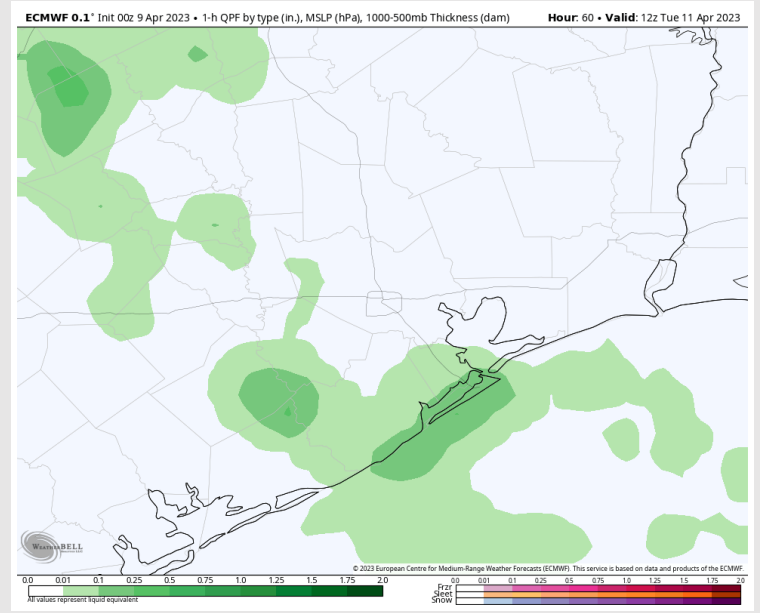 ECMWF 0.1° Init 00z 9 Apr 2023 • 1-h QPF by type (in.), MSLP (hPa), 1000-500mb Thickness (dam) Hour: 60 • Valid: 12z Tue 11 Apr 2023
WEATHERBELL
© 2023 European Centre for Medium-Range Weather Forecasts (ECMWF). This service is based on data and products of the ECMWF.
0.0 0.01 0.1 0.25 0.5 0.75 1.0 1.25 1.5 1.75 2.0
All values represent liquid equivalent
0.0 0.01 0.1 0.25 0.5 0.75 1.0 1.25 1.5 1.75 2.0
Frzr
Sleet
Snow